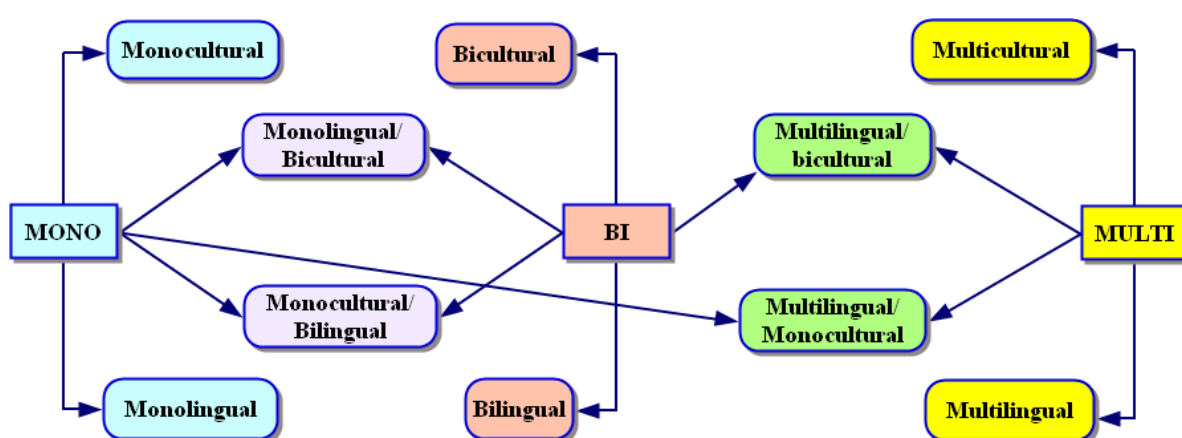 Monocultural
Bicultural
Multicultural
Monolingual/
Bicultural
Multilingual/
bicultural
MONO
BI
MULTI
Monocultural/
Bilingual
Multilingual/
Monocultural
Monolingual
Bilingual
Multilingual